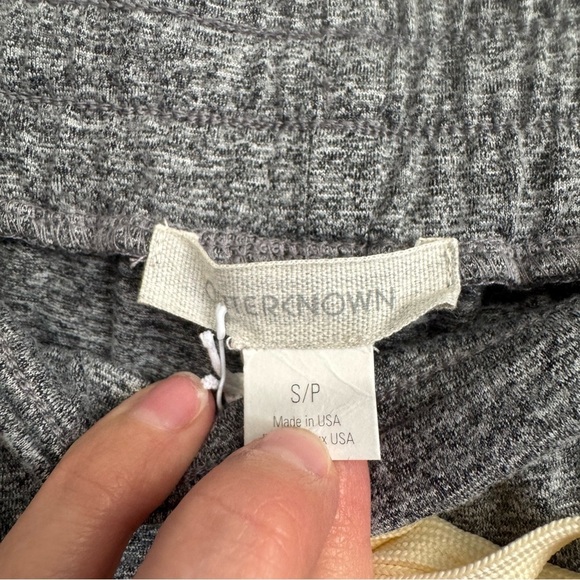 OUTERKNOWN
S/P
Made in USA
USA